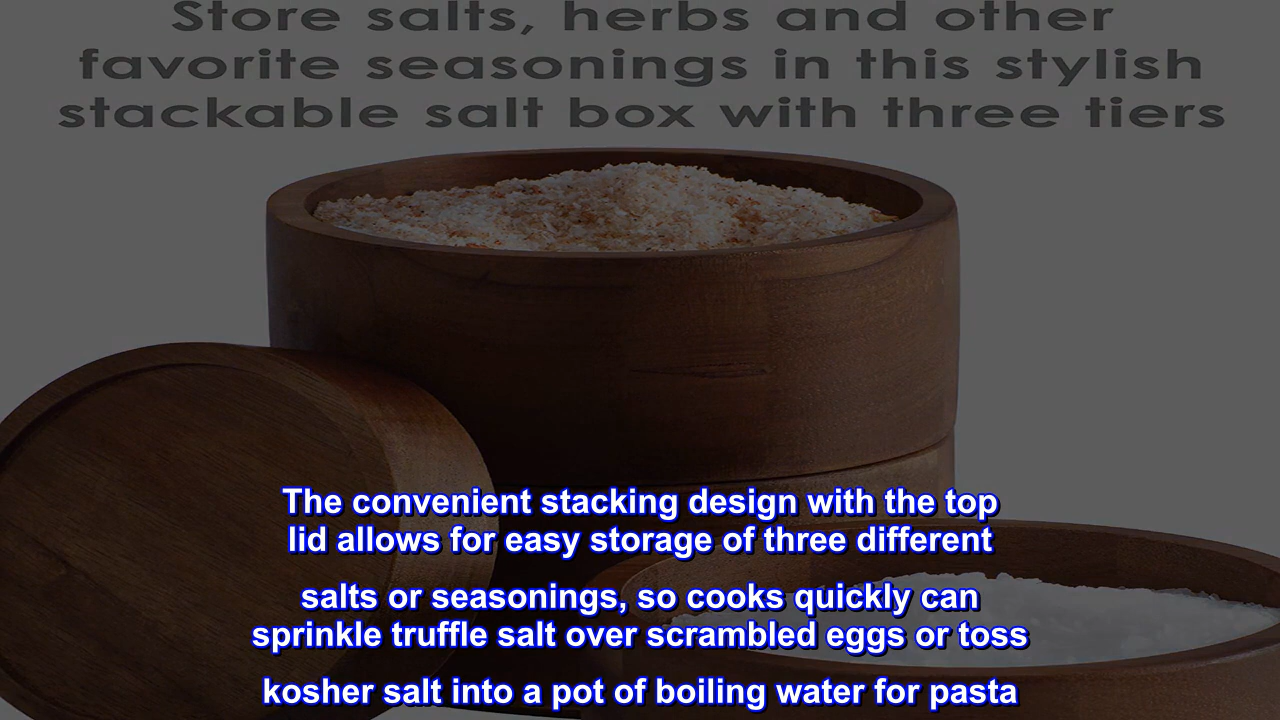 Store salts, herbs and other
favorite seasonings in this stylish
stackable salt box with three tiers
The convenient stacking design with the top
lid allows for easy storage of three different
salts or seasonings, so cooks quickly can
sprinkle truffle salt over scrambled eggs or toss
kosher salt into a pot of boiling water for pasta